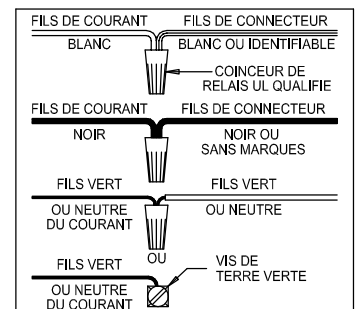 FILS DE COURANT FILS DE CONNECTEUR
BLANC BLANC OU IDENTIFIABLE
COINCEUR DE
RELAIS UL QUALIFIE
FILS DE COURANT FILS DE CONNECTEUR
NOIR NOIR OU
SANS MARQUES
FILS VERT FILS VERT
OU NEUTRE OU NEUTRE
DU COURANT
OU
FILS VERT VIS DE
TERRE VERTE
OU NEUTRE
DU COURANT